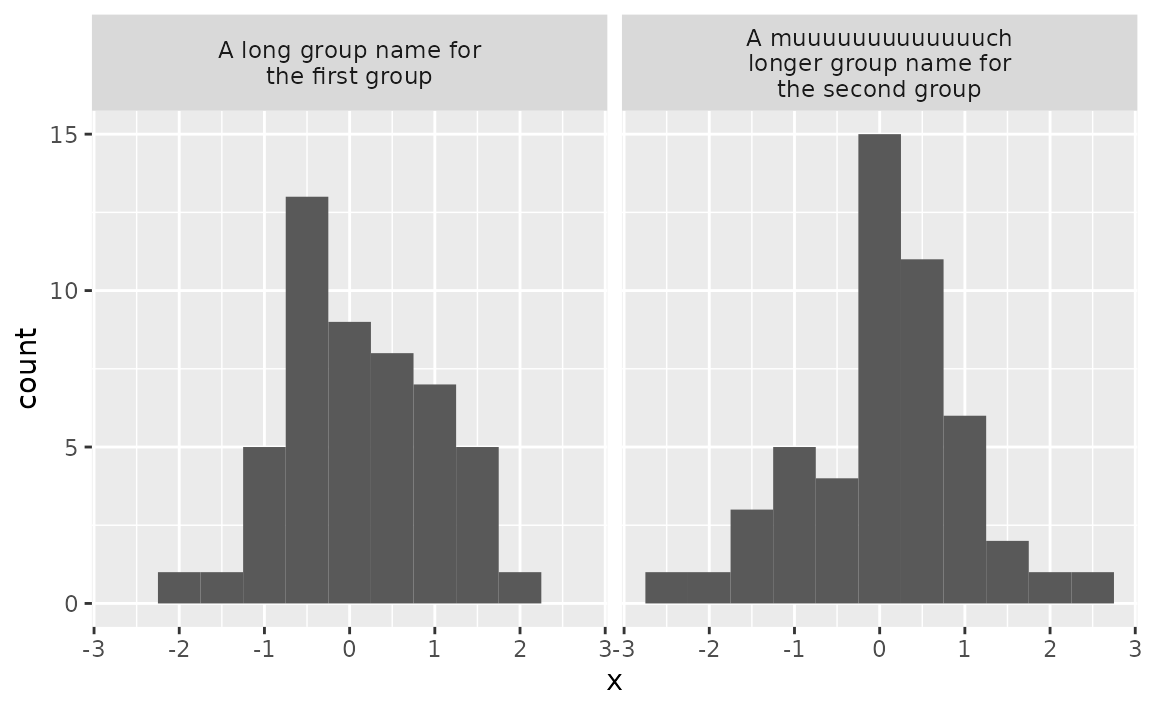 A long group name for
the first group
A muuuuuuuuuuuuuuch
longer group name for
the second group
15
10
5
0
count
-3 -2 -1 0 1 2 3
-3 -2 -1 0 1 2 3
x